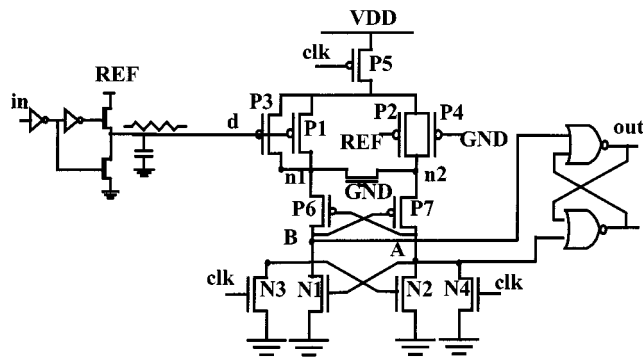 VDD
clk
P5
REF
in
P3
P2
P4
d
P1
REF
GND
out
n1
n2
GND
P6
P7
B
A
clk
N3
N1
N2
N4
clk